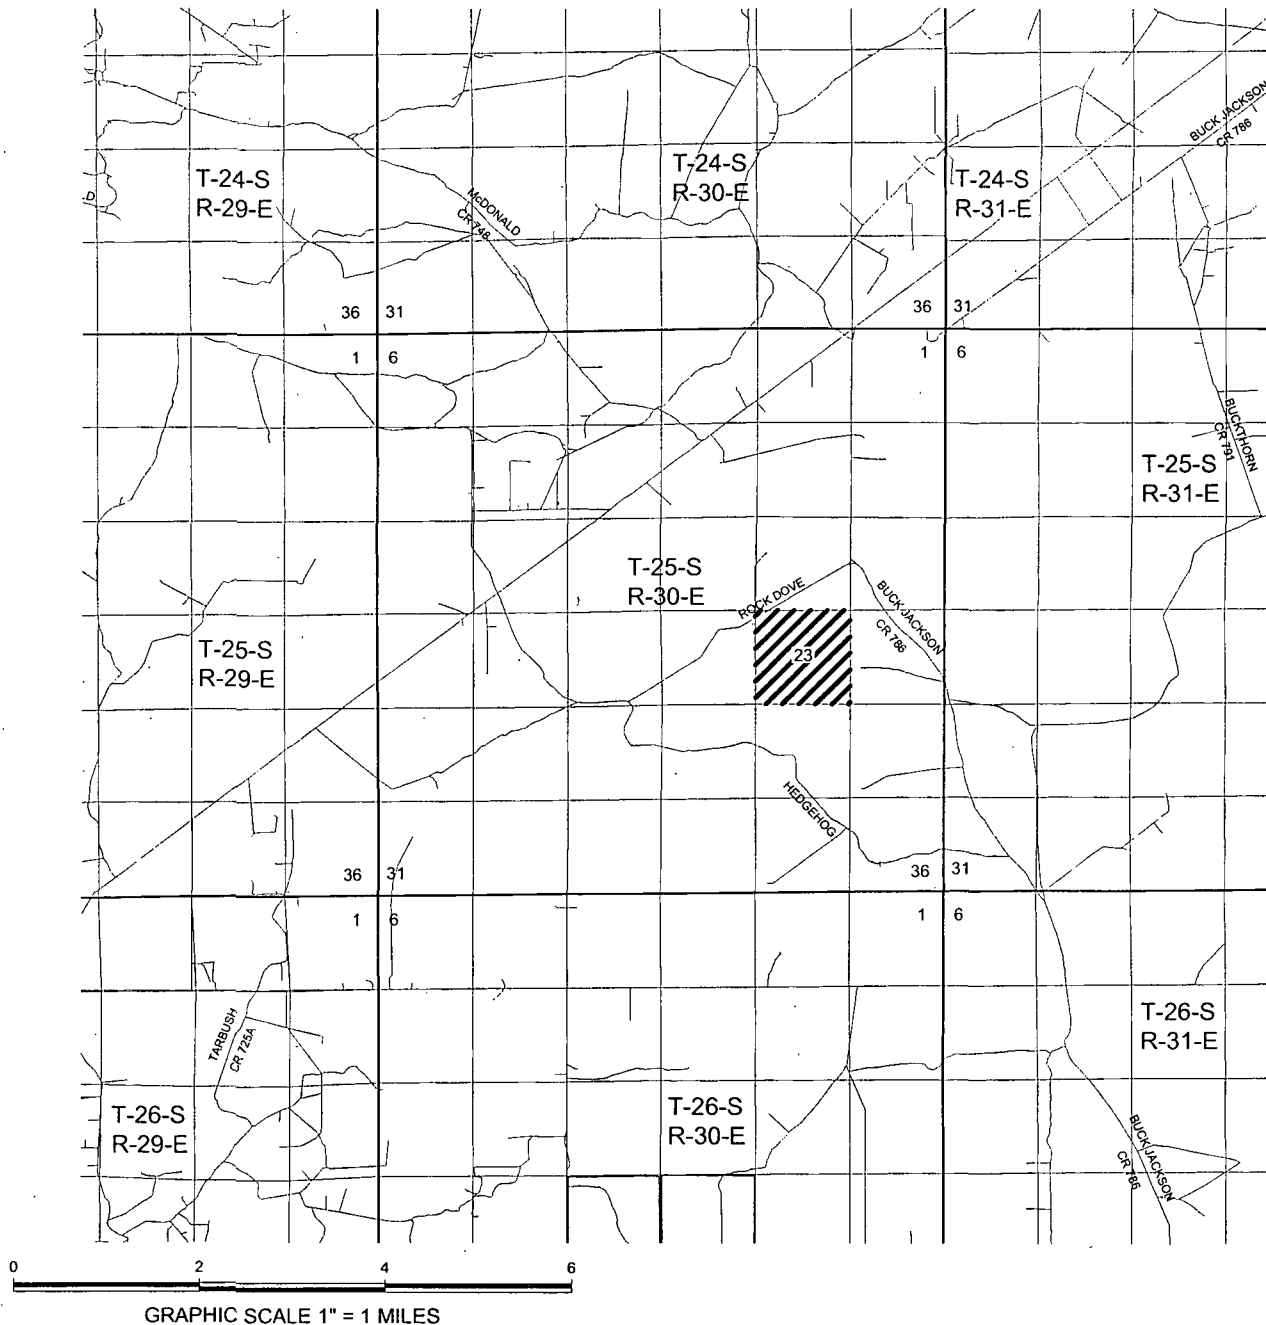 BUCK JACKSON
CR 786
T-24-S
R-29-E
T-24-S
R-30-E
T-24-S
R-31-E
D
McDONALD
CR 748
36 31
1 6
36 31
1 6
BUCKTHORN
CR 791
T-25-S
R-31-E
T-25-S
R-30-E
ROCK DOVE
BUCK JACKSON
CR 786
T-25-S
R-29-E
23
HEDGEHOG
36 31
1 6
36 31
1 6
TARBUSH
CR 725A
T-26-S
R-31-E
T-26-S
R-29-E
T-26-S
R-30-E
BUCK JACKSON
CR 786
0 2 4 6
GRAPHIC SCALE 1" = 1 MILES